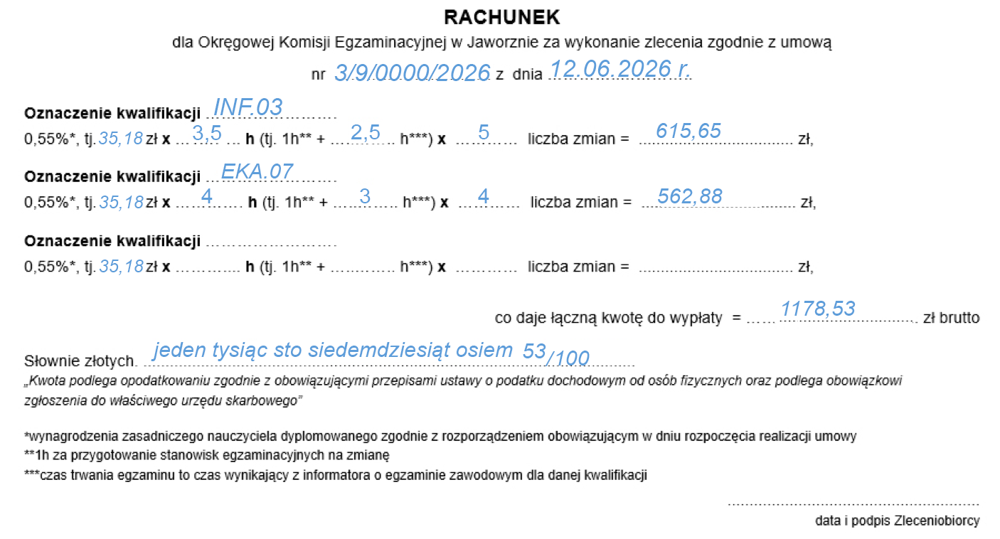 RACHUNEK
dla Okręgowej Komisji Egzaminacyjnej w Jaworznie za wykonanie zlecenia zgodnie z umową
nr 3/9/0000/2026 z dnia 12.06.2026 r.
Oznaczenie kwalifikacji INF.03
0,55%*, tj. 35,18 zł x 3,5 h (tj. 1h** + 2,5 h***) x 5 liczba zmian = 615,65 zł,
Oznaczenie kwalifikacji EKA.07
0,55%*, tj. 35,18 zł x 4 h (tj. 1h** + 3 h***) x 4 liczba zmian = 562,88 zł,
Oznaczenie kwalifikacji ……………………
0,55%*, tj. 35,18 zł x ………….. h (tj. 1h** + ………….. h***) x ………… liczba zmian = .................................... zł,
co daje łączną kwotę do wypłaty = 1178,53 zł brutto
Słownie złotych jeden tysiąc sto siedemdziesiąt osiem 53/100
„Kwota podlega opodatkowaniu zgodnie z obowiązującymi przepisami ustawy o podatku dochodowym od osób fizycznych oraz podlega obowiązkowi
zgłoszenia do właściwego urzędu skarbowego”
*wynagrodzenia zasadniczego nauczyciela dyplomowanego zgodnie z rozporządzeniem obowiązującym w dniu rozpoczęcia realizacji umowy
**1h za przygotowanie stanowisk egzaminacyjnych na zmianę
***czas trwania egzaminu to czas wynikający z informatora o egzaminie zawodowym dla danej kwalifikacji
data i podpis Zleceniobiorcy